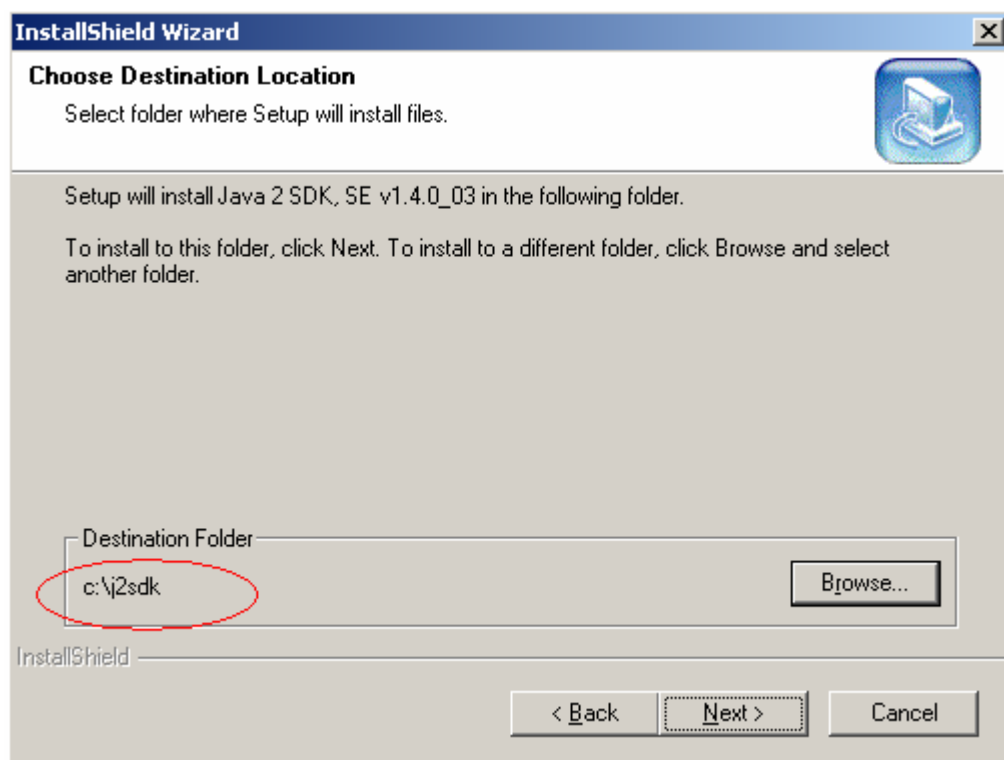 InstallShield Wizard
Choose Destination Location
Select folder where Setup will install files.
Setup will install Java 2 SDK, SE v1.4.0_03 in the following folder.
To install to this folder, click Next. To install to a different folder, click Browse and select
another folder.
Destination Folder
c:\j2sdk
Browse...
InstallShield
< Back
Next >
Cancel